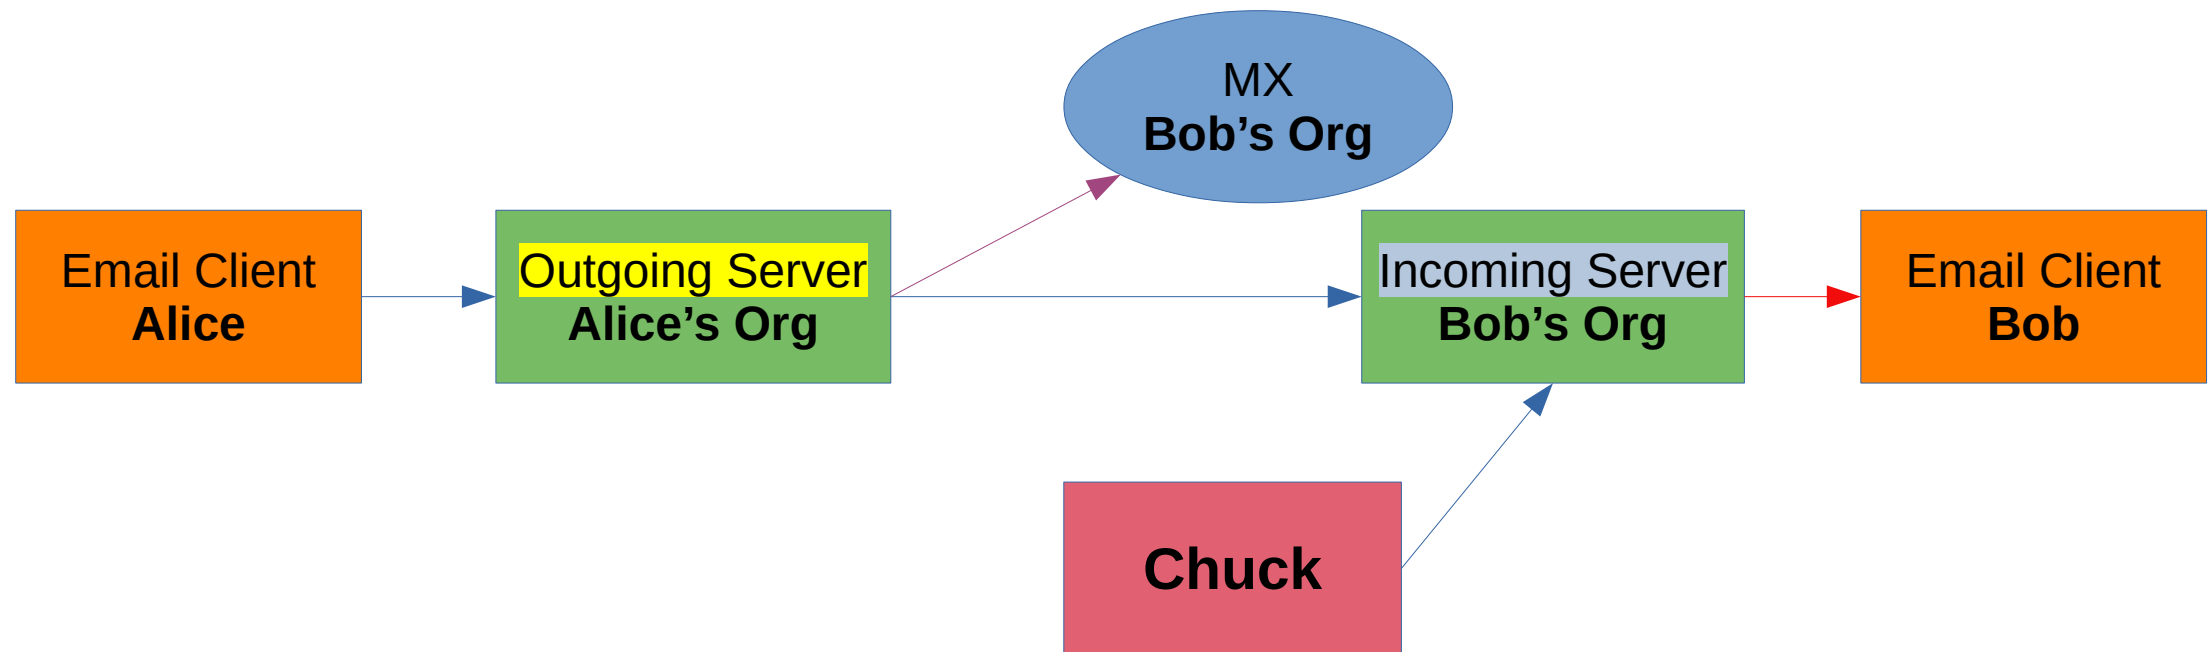 MX
Bob’s Org
Email Client
Alice
Outgoing Server
Alice’s Org
Incoming Server
Bob’s Org
Email Client
Bob
Chuck